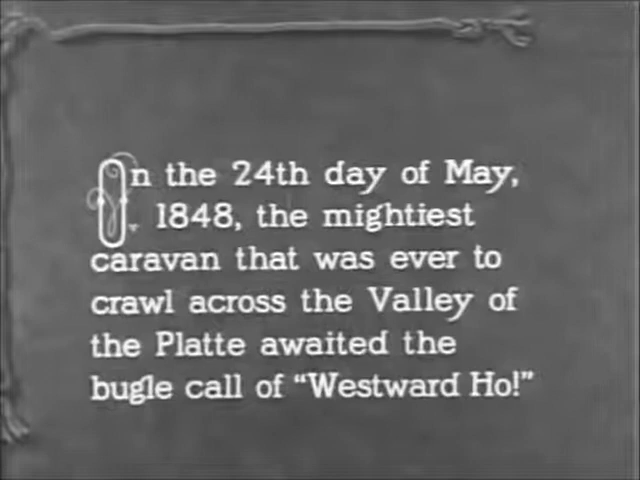 On the 24th day of May,
1848, the mightiest
caravan that was ever to
crawl across the Valley of
the Platte awaited the
bugle call of “Westward Ho!”